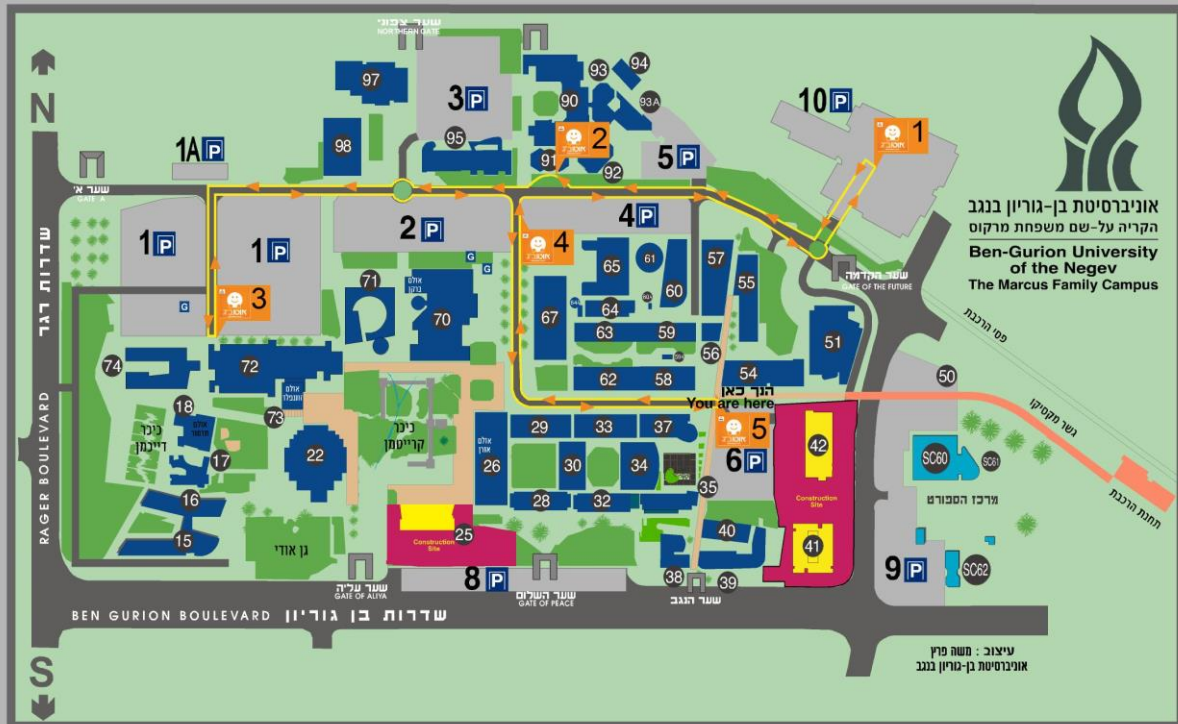 שער צפוני
NORTHERN GATE
N
97
3 P
93
94
90
93A
10 P
1
2
98
95
91
92
5 P
1A P
שער א'
GATE A
אוניברסיטת בן-גוריון בנגב
הקריה על-שם משפחת מרקוס
Ben-Gurion University
of the Negev
The Marcus Family Campus
1 P
1 P
2 P
4 P
4
G
G
G
3
שער הקדמה
GATE OF THE FUTURE
פסי הרכבת
71
70
65
61
60
57
55
67
64
63
59
56
51
62
58
54
50
הנך כאן
You are here
5
6 P
גשר מקסיקו
תחנת הרכבת
74
72
73
18
17
כיכר
דייכמן
22
כיכר
קרייטמן
אולם
אורן
26
29
33
37
30
34
28
32
35
42
Construction
Site
41
SC60
SC61
מרכז הספורט
SC62
9 P
16
15
גן אורי
Construction
Site
25
40
38
39
שער עליה
GATE OF ALIYA
8 P
שער השלום
GATE OF PEACE
שער הנגב
שדרות רגר
RAGER BOULEVARD
BEN GURION BOULEVARD שדרות בן גוריון
S
עיצוב : משה פרץ
אוניברסיטת בן-גוריון בנגב